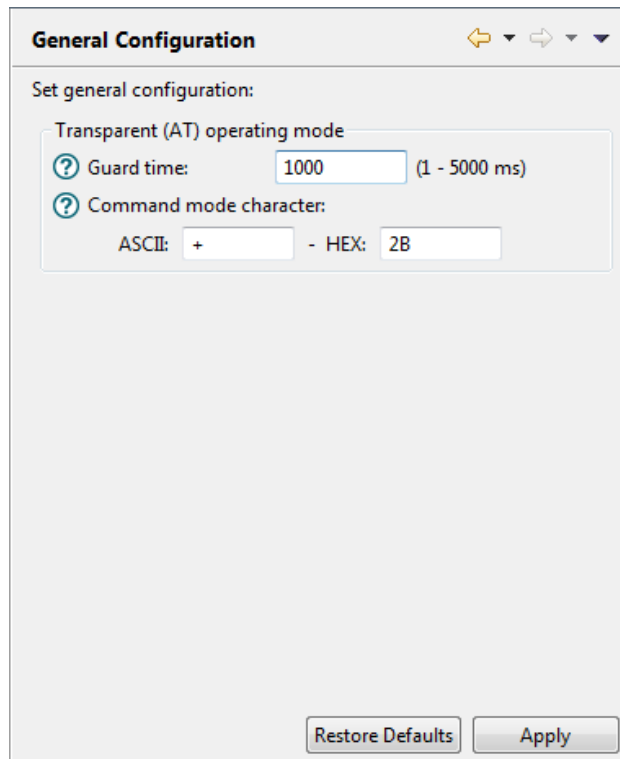 General Configuration
Set general configuration:
Transparent (AT) operating mode
Guard time: 1000 (1 - 5000 ms)
Command mode character:
ASCII: + - HEX: 2B
Restore Defaults Apply